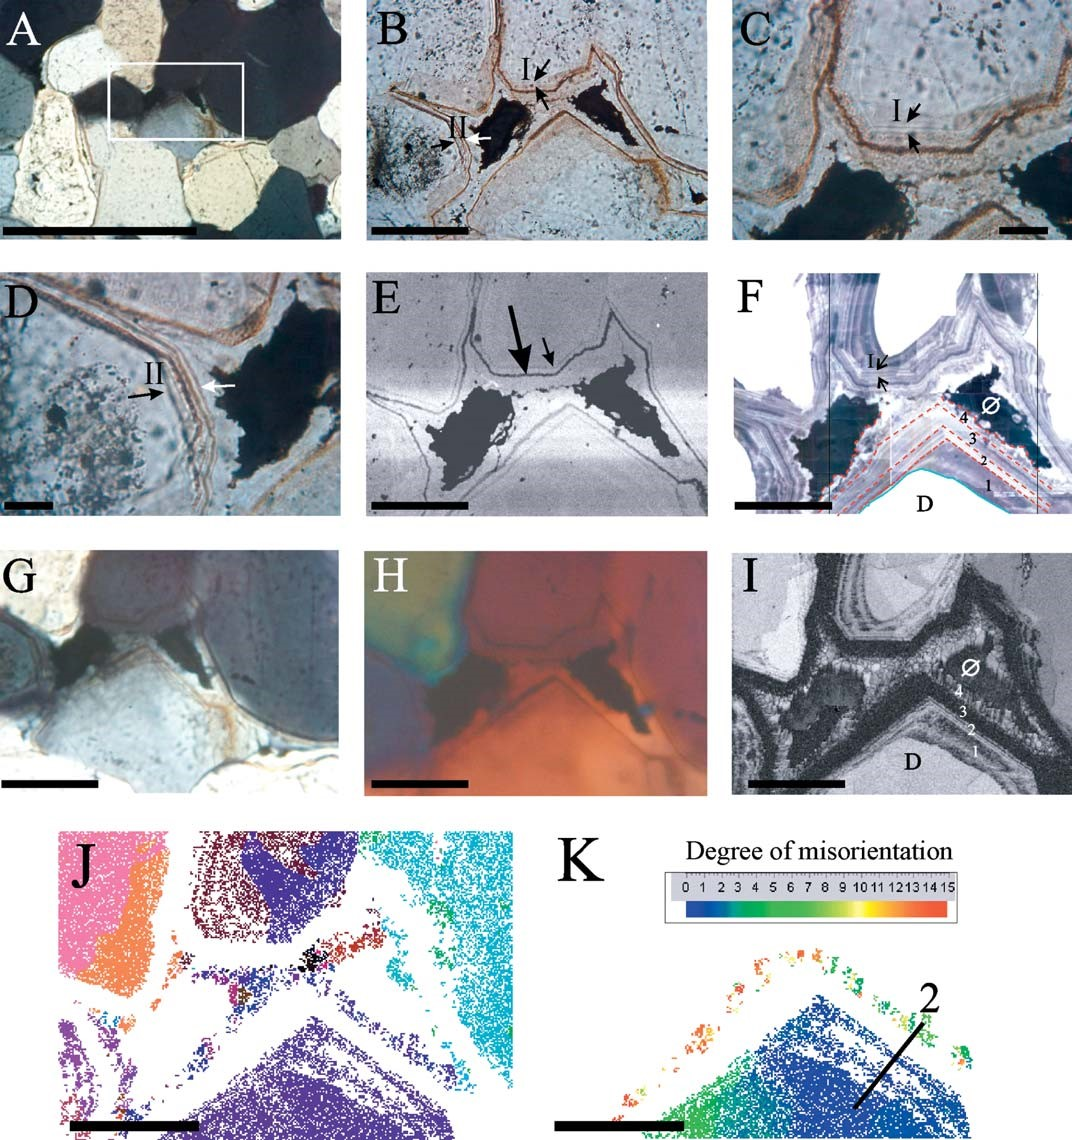 A
B
I
II
C
I
D
II
E
F
I
Ø
4
3
2
1
D
G
H
I
Ø
4
3
2
1
D
J
K
Degree of misorientation
0 1 2 3 4 5 6 7 8 9 10 11 12 13 14 15
2